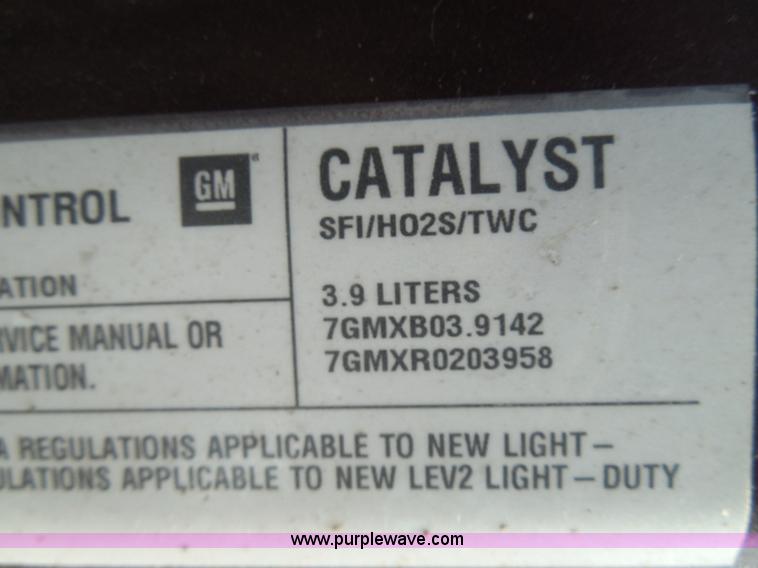 NTROL
GM
CATALYST
SFI/HO2S/TWC
ATION
3.9 LITERS
7GMXB03.9142
7GMXR0203958
RVICE MANUAL OR
MATION.
A REGULATIONS APPLICABLE TO NEW LIGHT—
ULATIONS APPLICABLE TO NEW LEV2 LIGHT—DUTY
www.purplewave.com